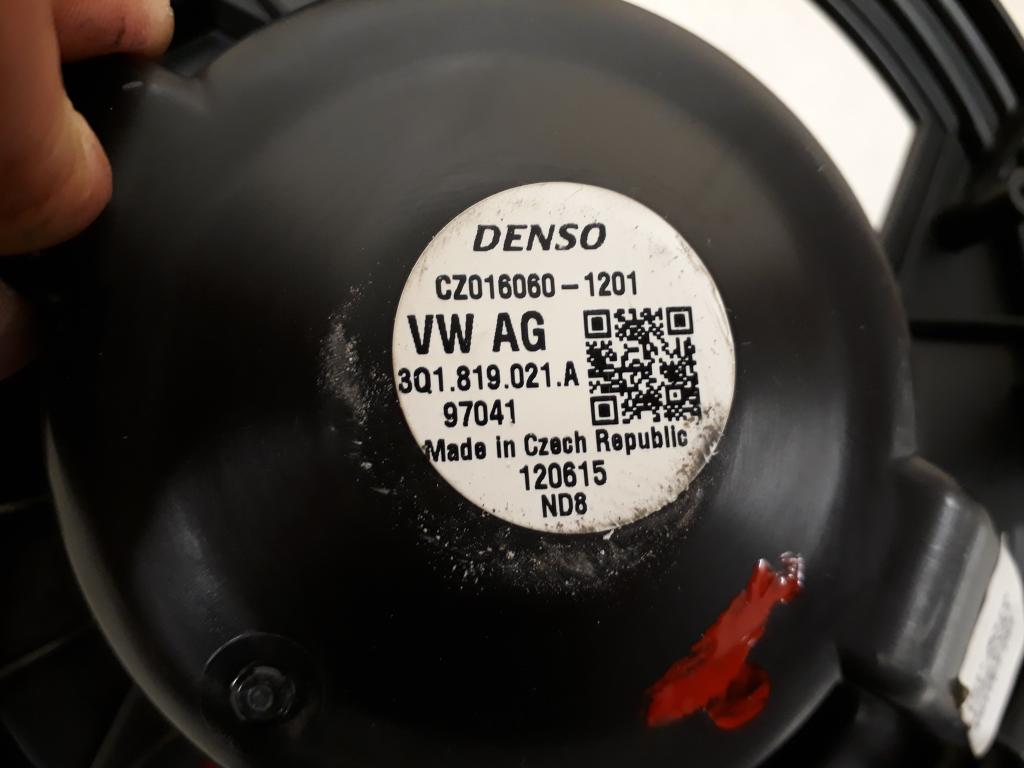 DENSO
CZ016060-1201
VW AG
3Q1.819.021.A
97041
Made in Czech Republic
120615
ND8